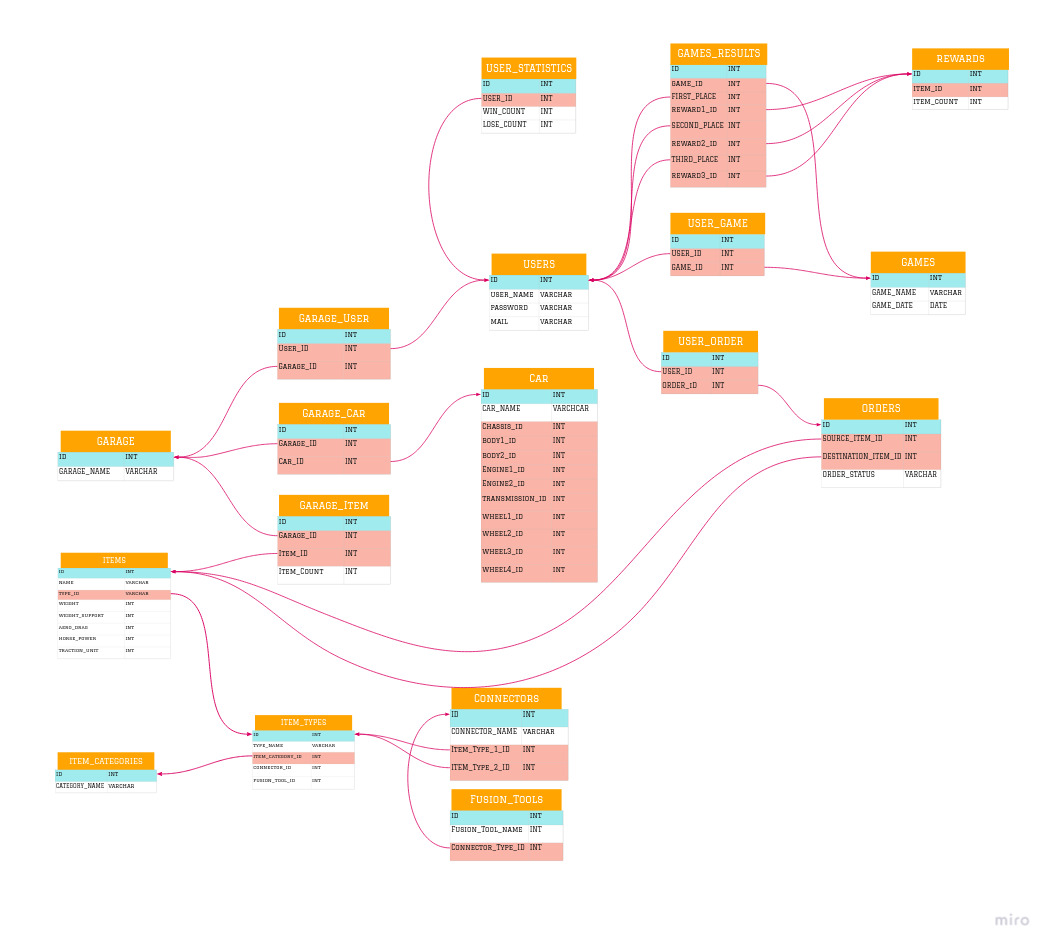 USER_STATISTICS
ID INT
USER_ID INT
WIN_COUNT INT
LOSE_COUNT INT
GAMES_RESULTS
ID INT
GAME_ID INT
FIRST_PLACE INT
REWARD1_ID INT
SECOND_PLACE INT
REWARD2_ID INT
THIRD_PLACE INT
REWARD3_ID INT
REWARDS
ID INT
ITEM_ID INT
ITEM_COUNT INT
USER_GAME
ID INT
USER_ID INT
GAME_ID INT
USERS
ID INT
USER_NAME VARCHAR
PASSWORD VARCHAR
MAIL VARCHAR
GAMES
ID INT
GAME_NAME VARCHAR
GAME_DATE DATE
Garage_User
ID INT
User_ID INT
Garage_ID INT
USER_ORDER
ID INT
USER_ID INT
ORDER_iD INT
Car
ID INT
CAR_NAME VARCHCAR
Chassis_ID INT
BODY1_ID INT
BODY2_ID INT
Engine1_ID INT
Engine2_ID INT
TRANSMISSION_ID INT
WHEEL1_ID INT
WHEEL2_ID INT
WHEEL3_ID INT
WHEEL4_ID INT
Garage_Car
ID INT
Garage_ID INT
Car_ID INT
ORDERS
ID INT
SOURCE_ITEM_ID INT
DESTINATION_ITEM_ID INT
ORDER_STATUS VARCHAR
GARAGE
ID INT
GARAGE_NAME VARCHAR
Garage_Item
ID INT
Garage_ID INT
Item_ID INT
Item_Count INT
ITEMS
ID INT
NAME VARCHAR
TYPE_ID VARCHAR
WEIGHT INT
WEIGHT_SUPPORT INT
AERO_DRAG INT
HORSE_POWER INT
TRACTION_UNIT INT
Connectors
ID INT
CONNECTOR_NAME VARCHAR
Item_Type_1_ID INT
Item_Type_2_ID INT
ITEM_TYPES
ID INT
TYPE_NAME VARCHAR
ITEM_CATEGORY_ID INT
CONNECTOR_ID INT
FUSION_TOOL_ID INT
ITEM_CATEGORIES
ID INT
CATEGORY_NAME VARCHAR
Fusion_Tools
ID INT
Fusion_Tool_name INT
Connector_Type_ID INT
miro